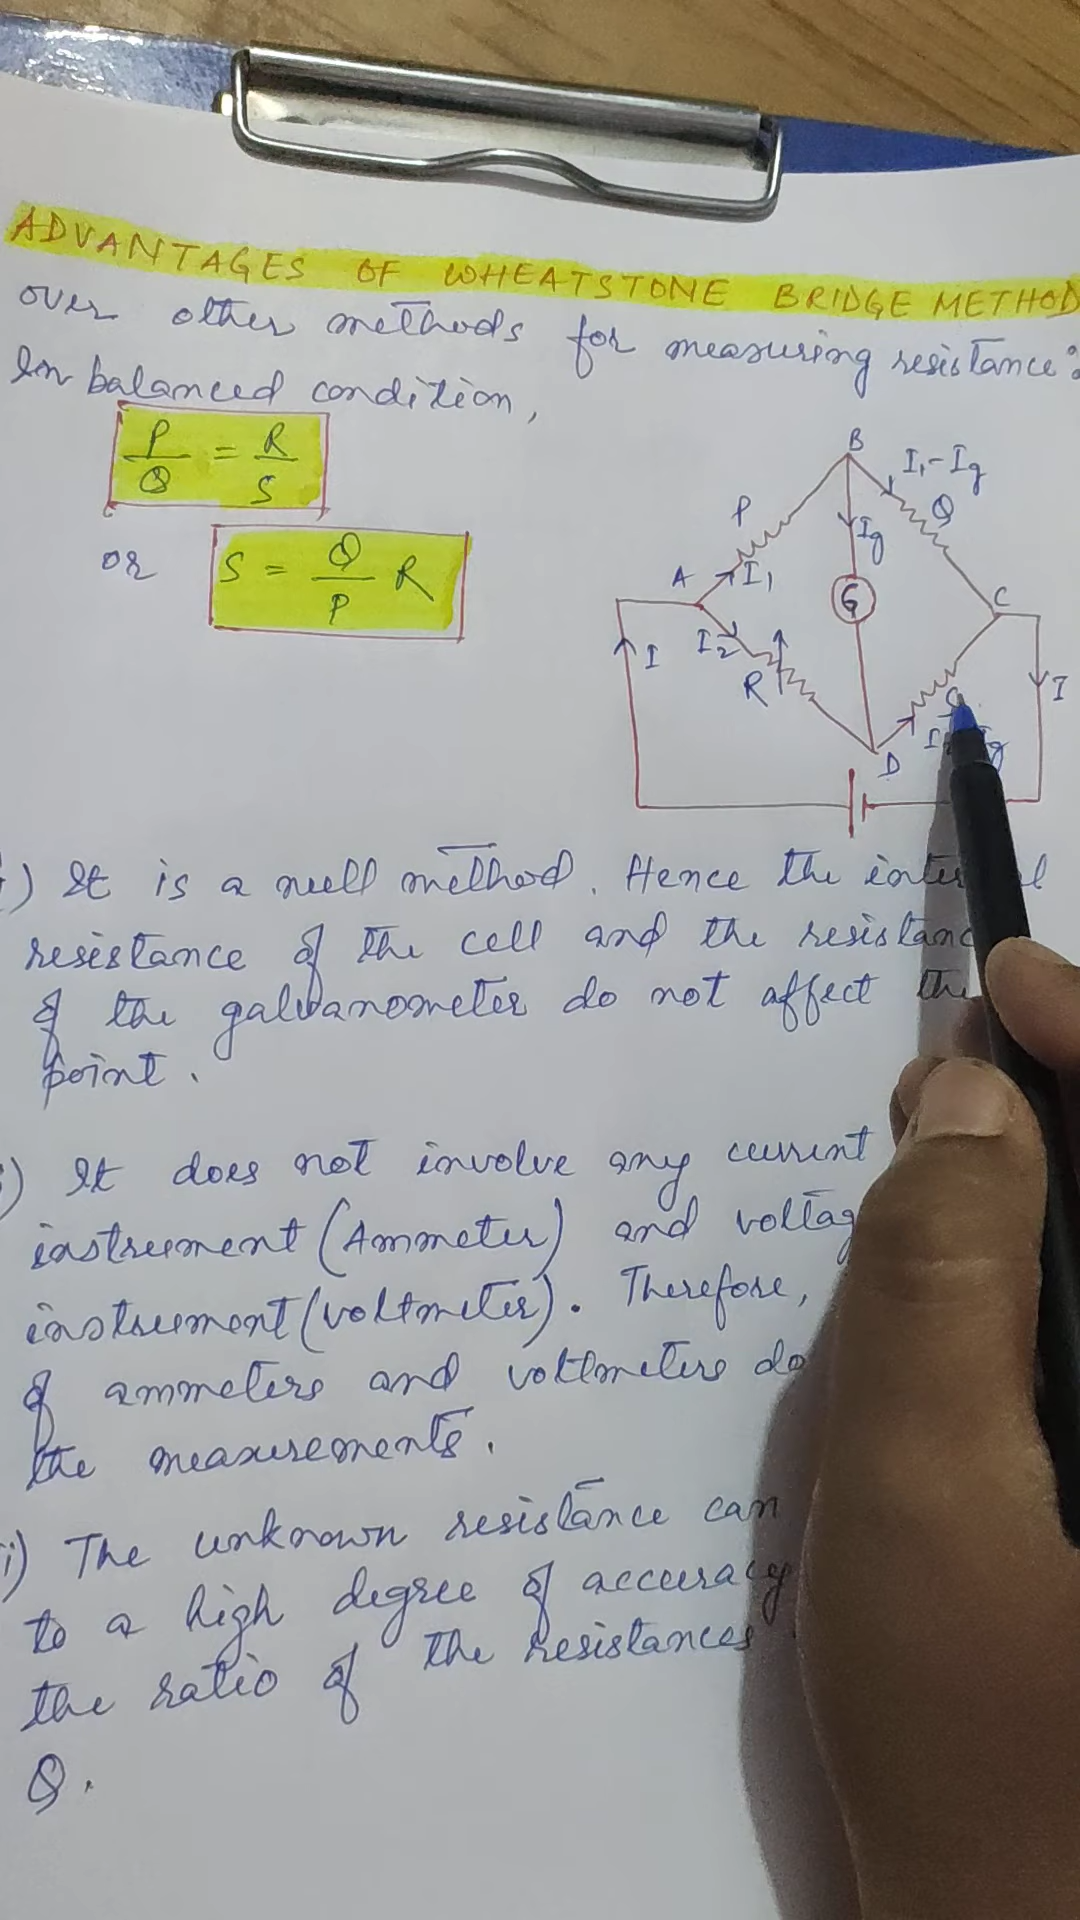 ADVANTAGES OF WHEATSTONE BRIDGE METHOD
over other methods for measuring resistance:
In balanced condition,
P/Q = R/S
or S = Q/P R
B
I₁-Ig
P
Q
Ig
A
I₁
G
C
I₂
I
R
I
D
) It is a null method. Hence the
resistance of the cell and the
of the galvanometer do not affect the
point.
) It does not involve any current
instrument (Ammeter) and
instrument (voltmeter). Therefore,
of ammeters and voltmeters do
the measurements.
i) The unknown resistance can
to a high degree of accuracy
the ratio of the resistances
Q.